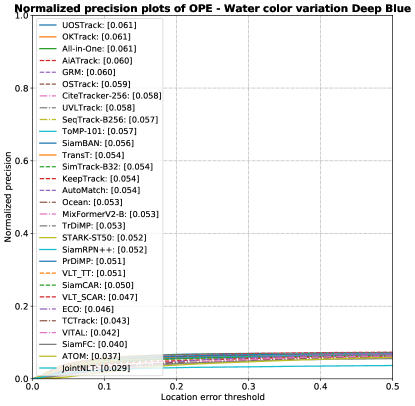 Normalized precision plots of OPE - Water color variation Deep Blue
1.0
0.8
0.6
0.4
0.2
0.0
Normalized precision
UOSTrack: [0.061]
OKTrack: [0.061]
All-in-One: [0.061]
AiATrack: [0.060]
GRM: [0.060]
OSTrack: [0.059]
CiteTracker-256: [0.058]
UVLTrack: [0.058]
SeqTrack-B256: [0.057]
ToMP-101: [0.057]
SiamBAN: [0.056]
TransT: [0.054]
SimTrack-B32: [0.054]
KeepTrack: [0.054]
AutoMatch: [0.054]
Ocean: [0.053]
MixFormerV2-B: [0.053]
TrDiMP: [0.053]
STARK-ST50: [0.052]
SiamRPN++: [0.052]
PrDiMP: [0.051]
VLT_TT: [0.051]
SiamCAR: [0.050]
VLT_SCAR: [0.047]
ECO: [0.046]
TCTrack: [0.043]
VITAL: [0.042]
SiamFC: [0.040]
ATOM: [0.037]
JointNLT: [0.029]
0.0 0.1 0.2 0.3 0.4 0.5
Location error threshold